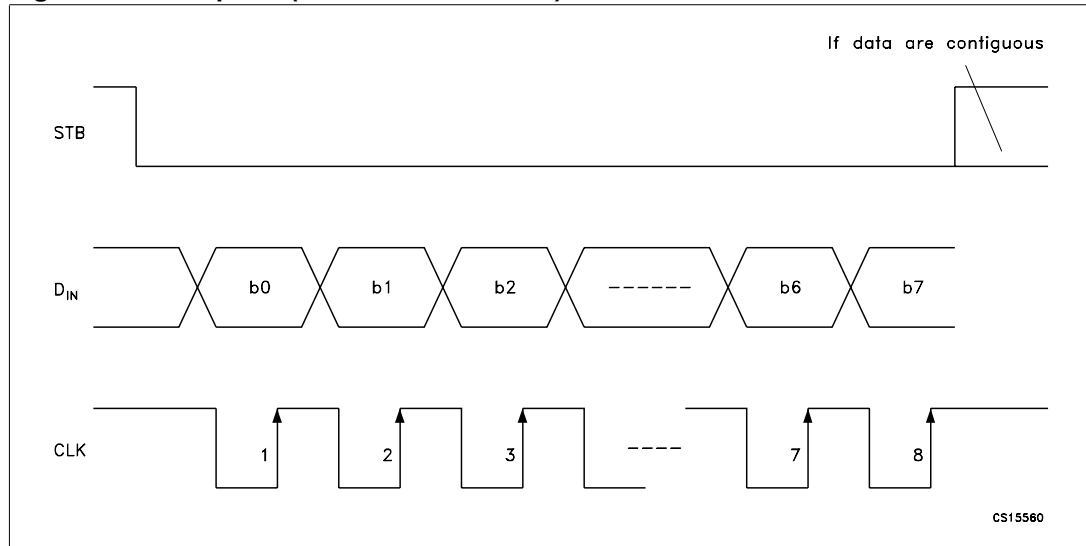 If data are contiguous
STB
D_IN b0 b1 b2 ------ b6 b7
CLK 1 2 3 ---- 7 8
CS15560